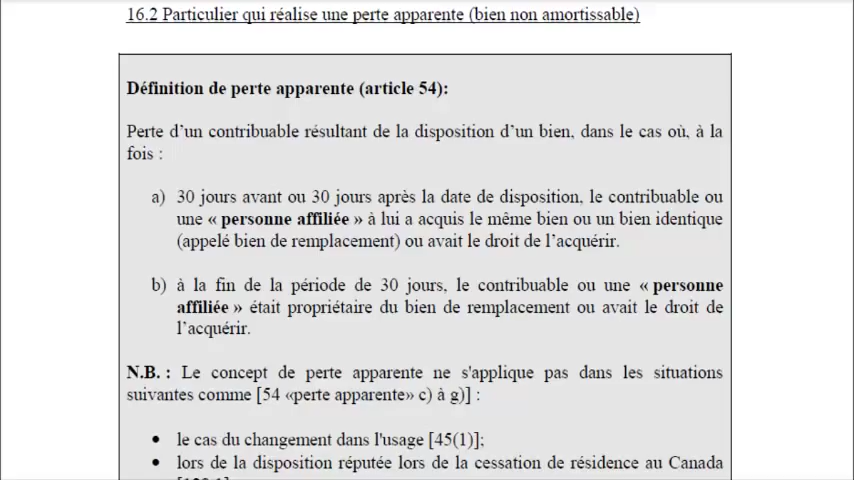 16.2 Particulier qui réalise une perte apparente (bien non amortissable)
Définition de perte apparente (article 54):
Perte d’un contribuable résultant de la disposition d’un bien, dans le cas où, à la
fois :
a) 30 jours avant ou 30 jours après la date de disposition, le contribuable ou
une « personne affiliée » à lui a acquis le même bien ou un bien identique
(appelé bien de remplacement) ou avait le droit de l’acquérir.
b) à la fin de la période de 30 jours, le contribuable ou une « personne
affiliée » était propriétaire du bien de remplacement ou avait le droit de
l’acquérir.
N.B. : Le concept de perte apparente ne s'applique pas dans les situations
suivantes comme [54 «perte apparente» c) à g)] :
• le cas du changement dans l'usage [45(1)];
• lors de la disposition réputée lors de la cessation de résidence au Canada